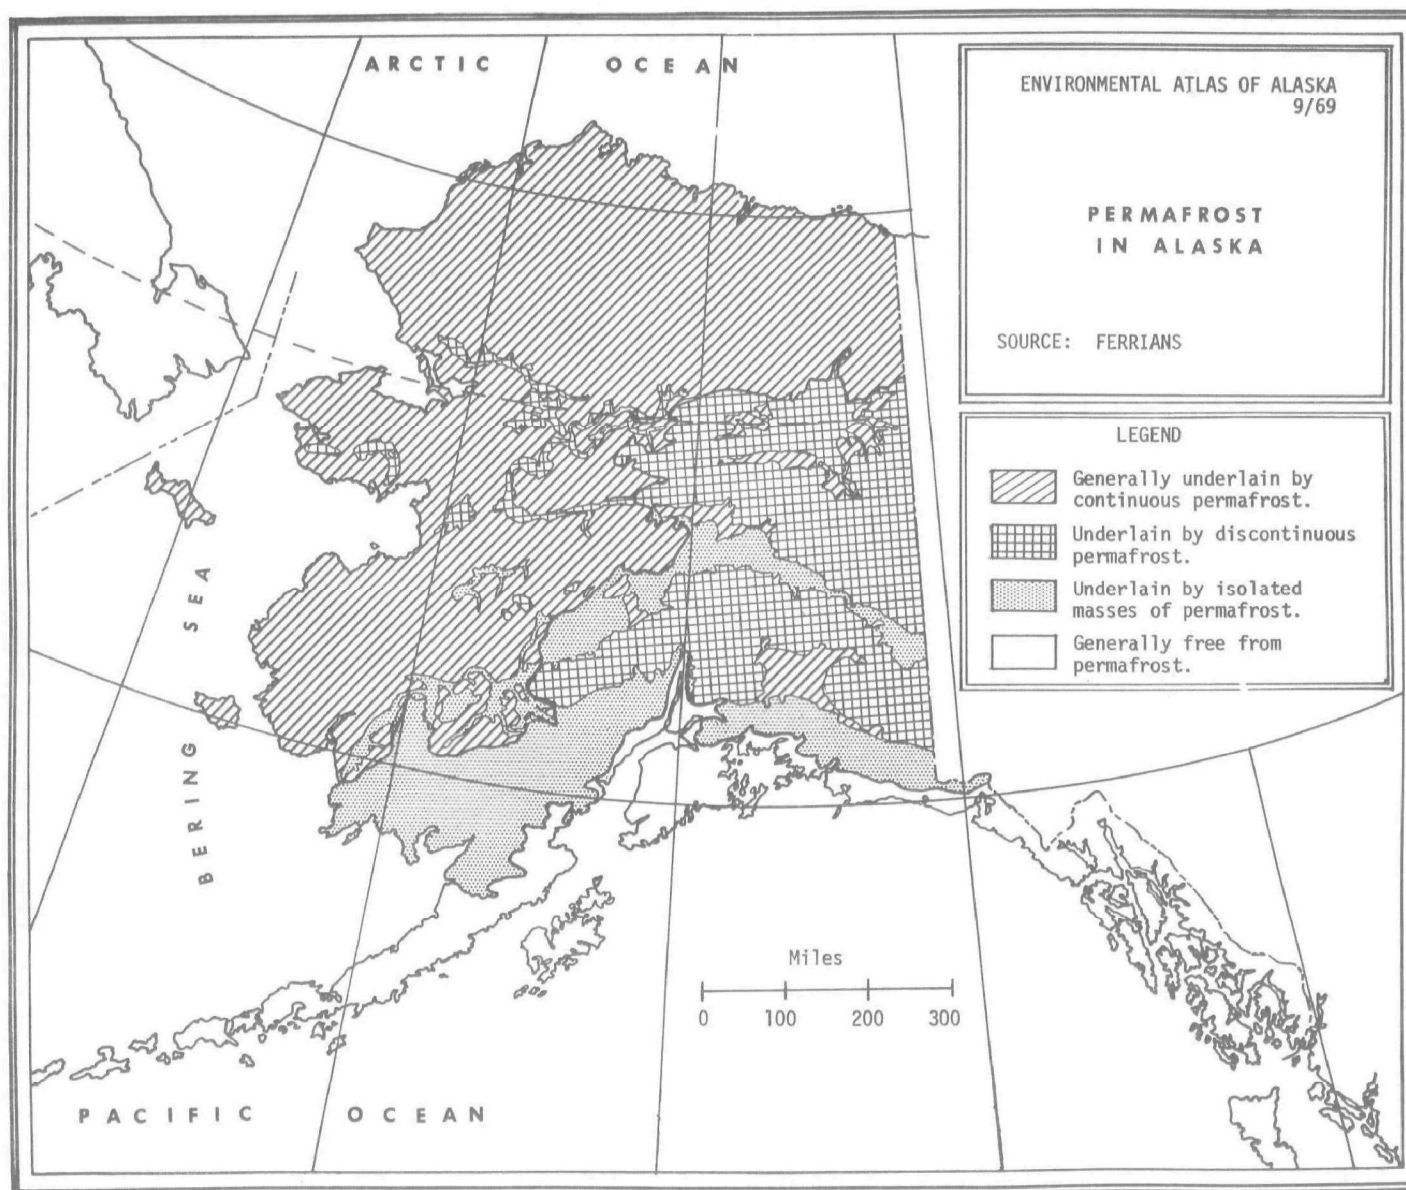 ARCTIC OCEAN
ENVIRONMENTAL ATLAS OF ALASKA
9/69
PERMAFROST
IN ALASKA
SOURCE: FERRIANS
LEGEND
Generally underlain by
continuous permafrost.
Underlain by discontinuous
permafrost.
Underlain by isolated
masses of permafrost.
Generally free from
permafrost.
BERING SEA
Miles
0 100 200 300
PACIFIC OCEAN